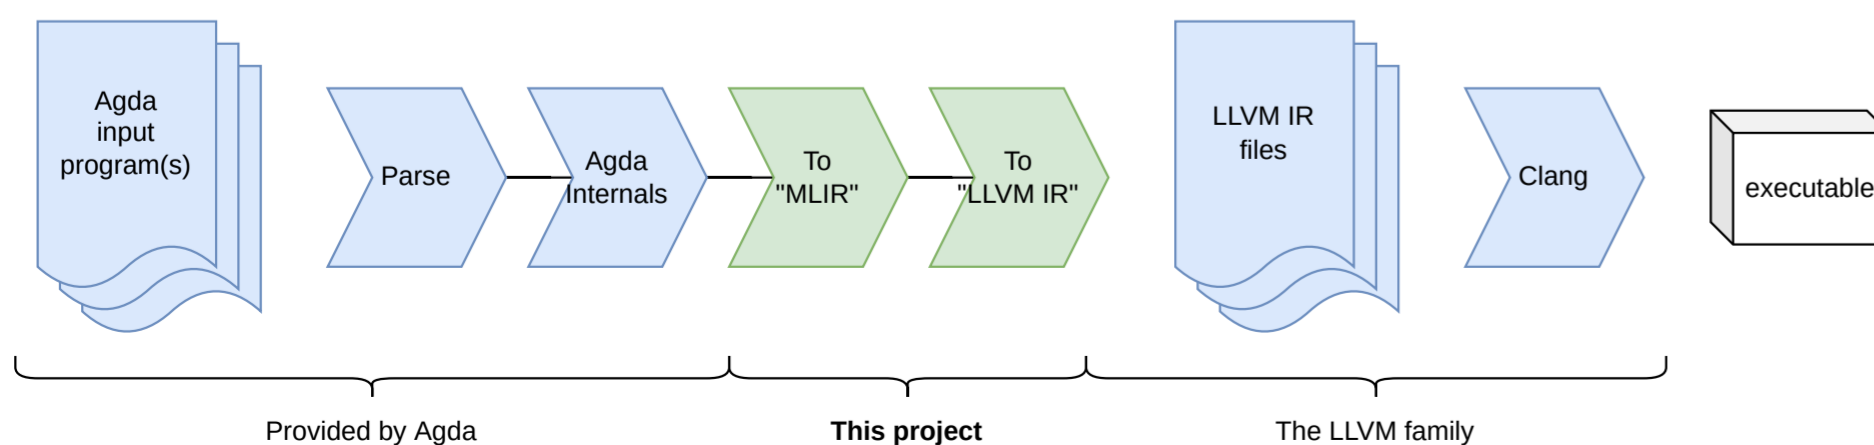 Agda
input
program(s)
Parse
Agda
Internals
To
"MLIR"
To
"LLVM IR"
LLVM IR
files
Clang
executable
Provided by Agda
This project
The LLVM family